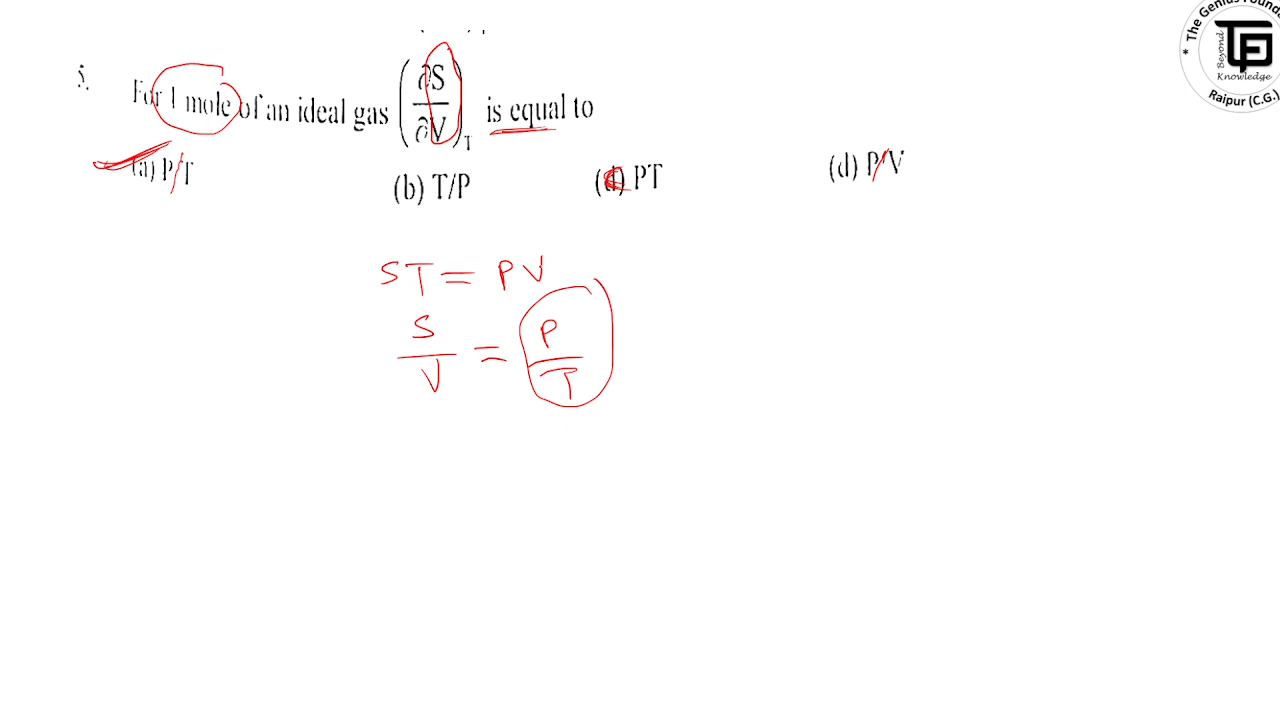 The Genius Founda
Beyond
Knowledge
Raipur (C.G.)
5. For 1 mole of an ideal gas (∂S/∂V)T is equal to
(a) P/T (b) T/P PT (d) P/V
ST = PV
S/V = P/T